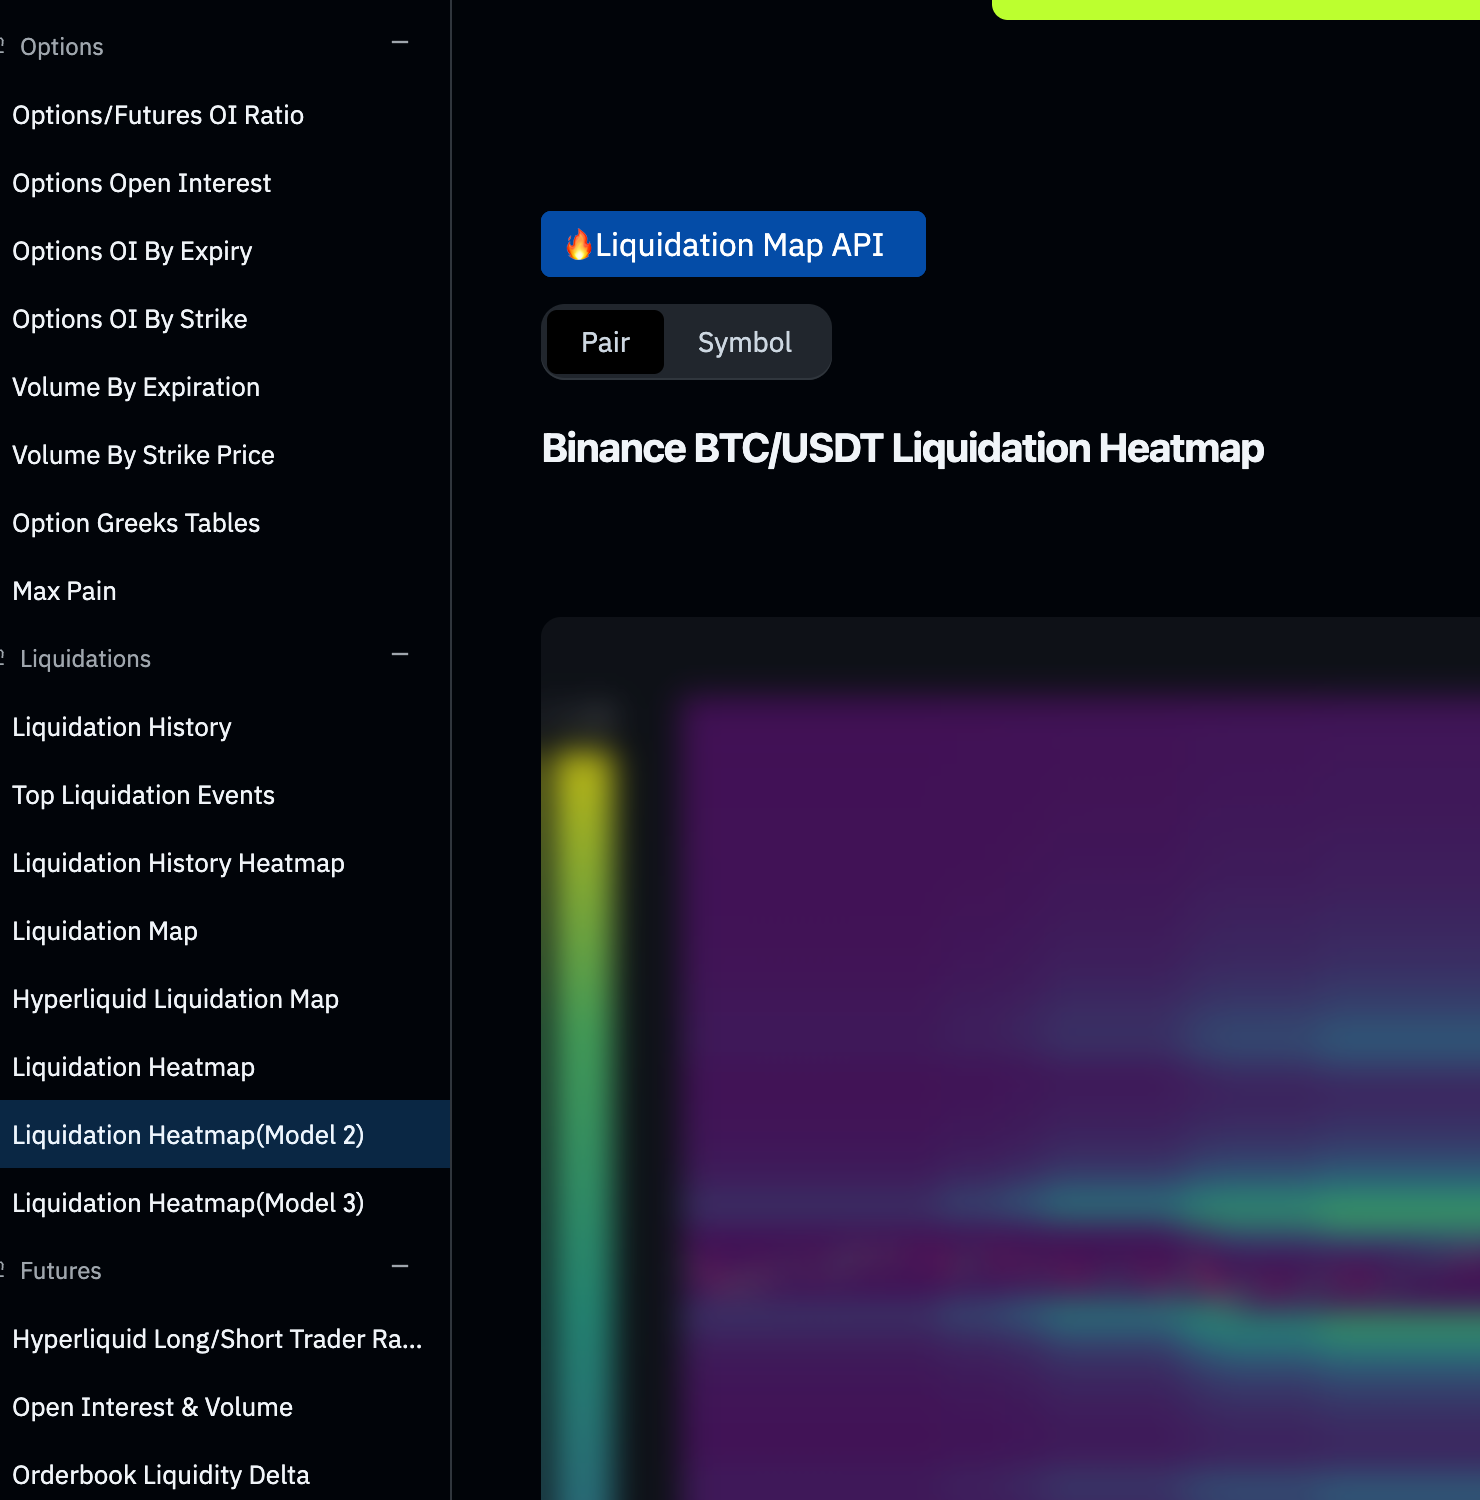 Options
Options/Futures OI Ratio
Options Open Interest
Options OI By Expiry
Options OI By Strike
Volume By Expiration
Volume By Strike Price
Option Greeks Tables
Max Pain
Liquidations
Liquidation History
Top Liquidation Events
Liquidation History Heatmap
Liquidation Map
Hyperliquid Liquidation Map
Liquidation Heatmap
Liquidation Heatmap(Model 2)
Liquidation Heatmap(Model 3)
Futures
Hyperliquid Long/Short Trader Ra...
Open Interest & Volume
Orderbook Liquidity Delta
🔥Liquidation Map API
Pair
Symbol
Binance BTC/USDT Liquidation Heatmap